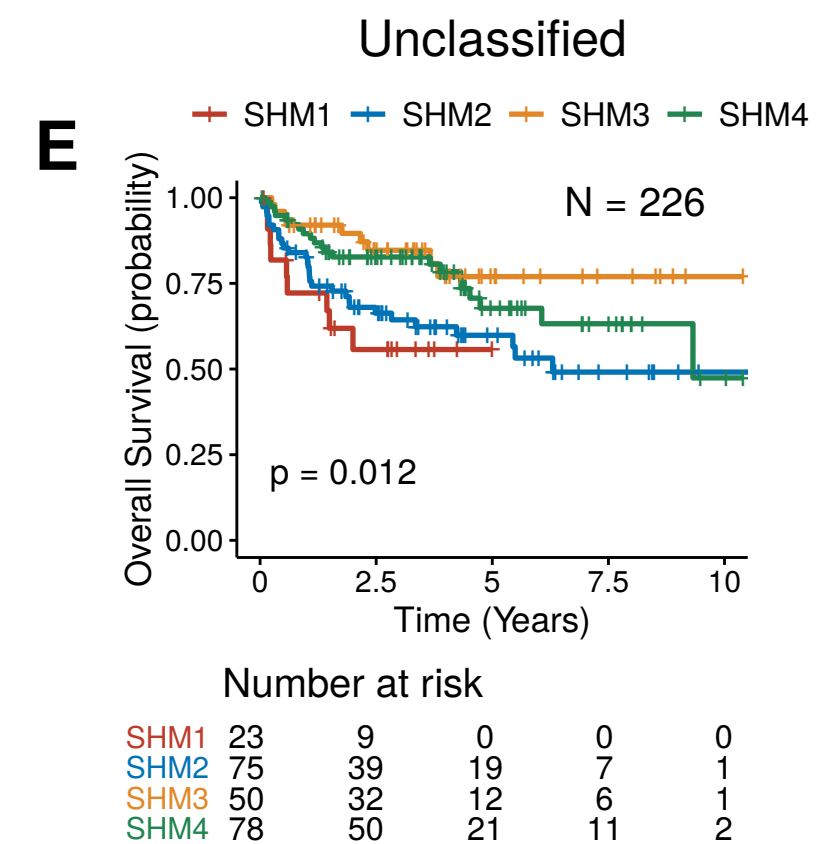 Unclassified
E
SHM1 SHM2 SHM3 SHM4
Overall Survival (probability)
1.00
0.75
0.50
0.25
0.00
N = 226
p = 0.012
0 2.5 5 7.5 10
Time (Years)
Number at risk
SHM1 23 9 0 0 0
SHM2 75 39 19 7 1
SHM3 50 32 12 6 1
SHM4 78 50 21 11 2